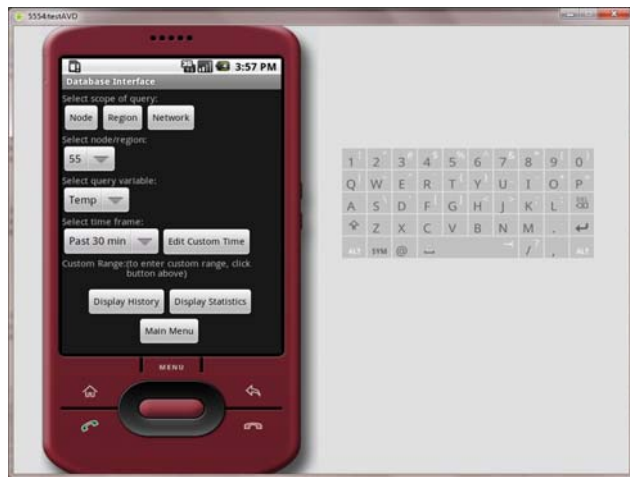 5554:testAVD
3:57 PM
Database Interface
Select scope of query:
Node Region Network
Select node/region:
55
Select query variable:
Temp
Select time frame:
Past 30 min Edit Custom Time
Custom Range:(to enter custom range, click
button above)
Display History Display Statistics
Main Menu
MENU
1 2 3 4 5 6 7 8 9 0
Q W E R T Y U I O P
A S D F G H J K L DEL
Z X C V B N M .
ALT SYM @ / , ALT